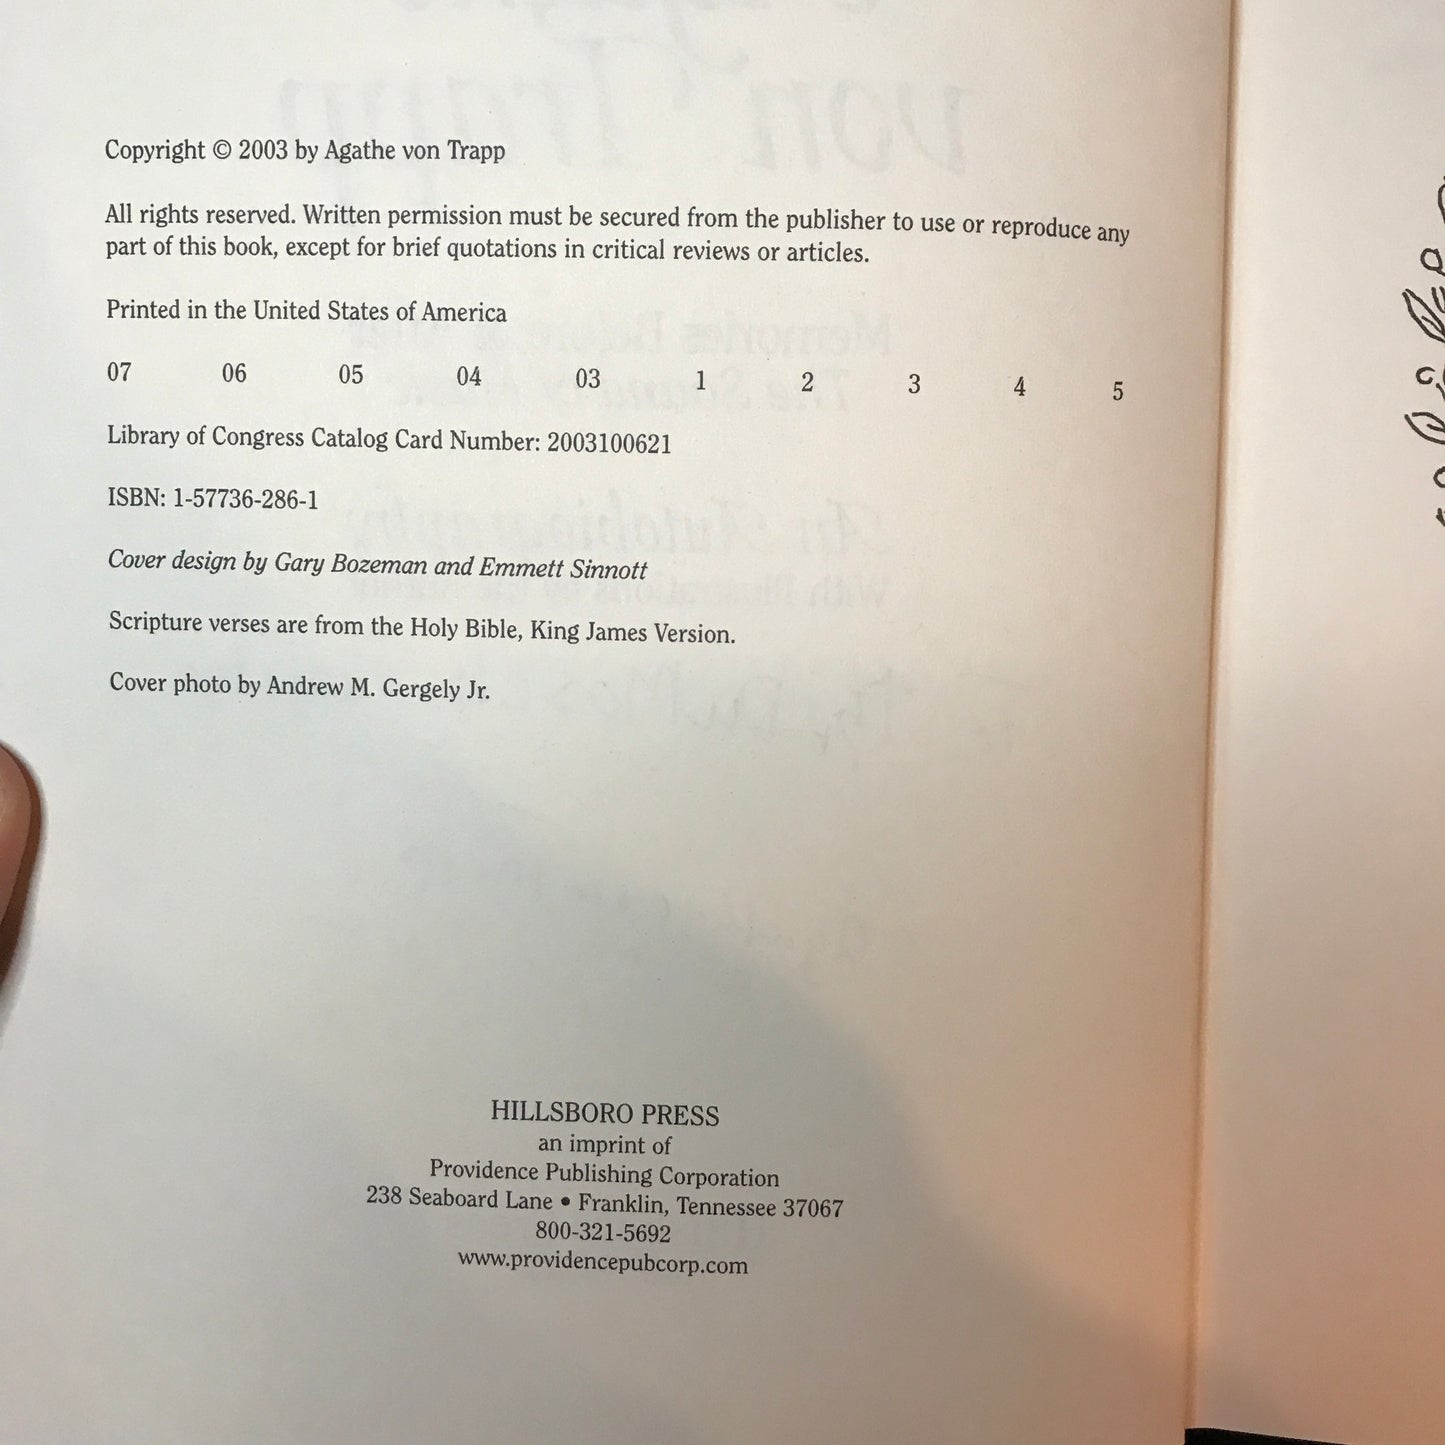 Copyright © 2003 by Agathe von Trapp
All rights reserved. Written permission must be secured from the publisher to use or reproduce any
part of this book, except for brief quotations in critical reviews or articles.
Printed in the United States of America
07 06 05 04 03 1 2 3 4 5
Library of Congress Catalog Card Number: 2003100621
ISBN: 1-57736-286-1
Cover design by Gary Bozeman and Emmett Sinnott
Scripture verses are from the Holy Bible, King James Version.
Cover photo by Andrew M. Gergely Jr.
HILLSBORO PRESS
an imprint of
Providence Publishing Corporation
238 Seaboard Lane • Franklin, Tennessee 37067
800-321-5692
www.providencepubcorp.com